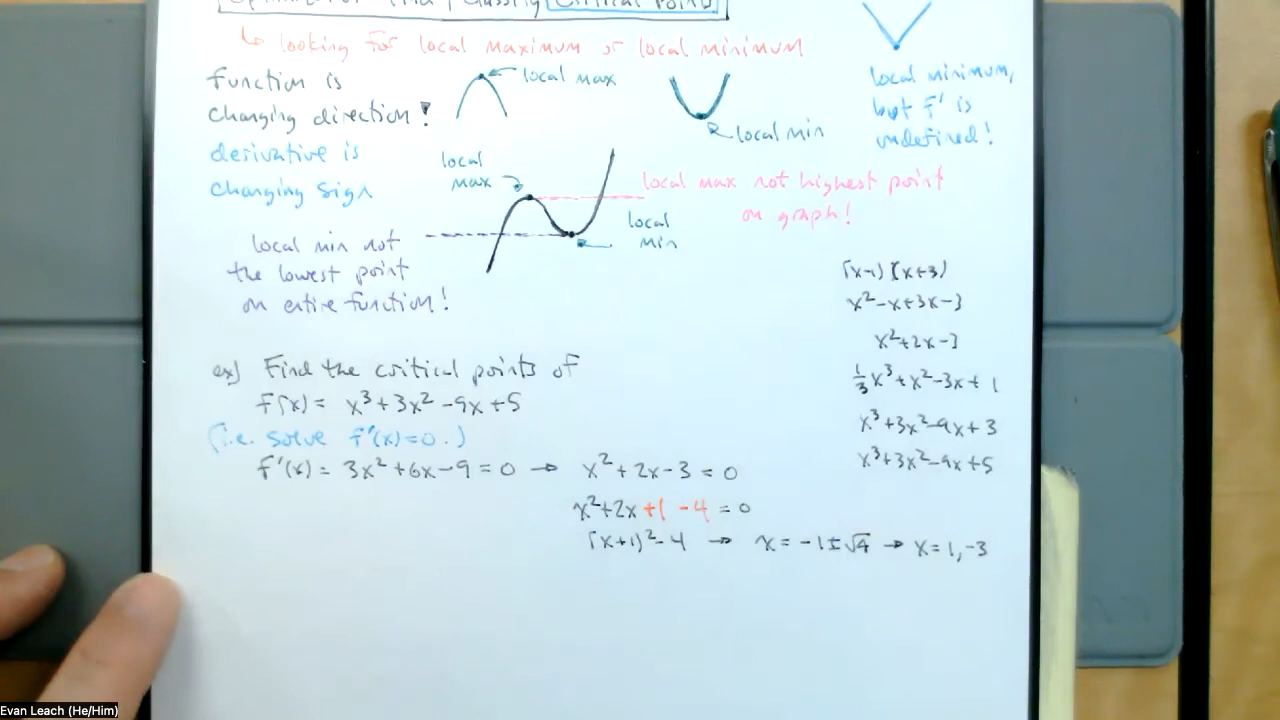 Optimization Find / Classify Critical Points
↳ looking for local maximum or local minimum
function is
changing direction!
local max
local min
local minimum,
but f' is
undefined!
derivative is
changing sign
local
max
local max not highest point
on graph!
local
min
local min not
the lowest point
on entire function!
(x-1)(x+3)
x²-x+3x-3
x²+2x-3
⅓x³+x²-3x+1
x³+3x²-9x+3
x³+3x²-9x+5
ex) Find the critical points of
f(x) = x³+3x²-9x+5
(i.e. solve f'(x)=0.)
f'(x) = 3x²+6x-9 = 0 → x²+2x-3 = 0
x²+2x+1 -4 = 0
(x+1)²-4 → x = -1±√4 → x = 1, -3
Evan Leach (He/Him)